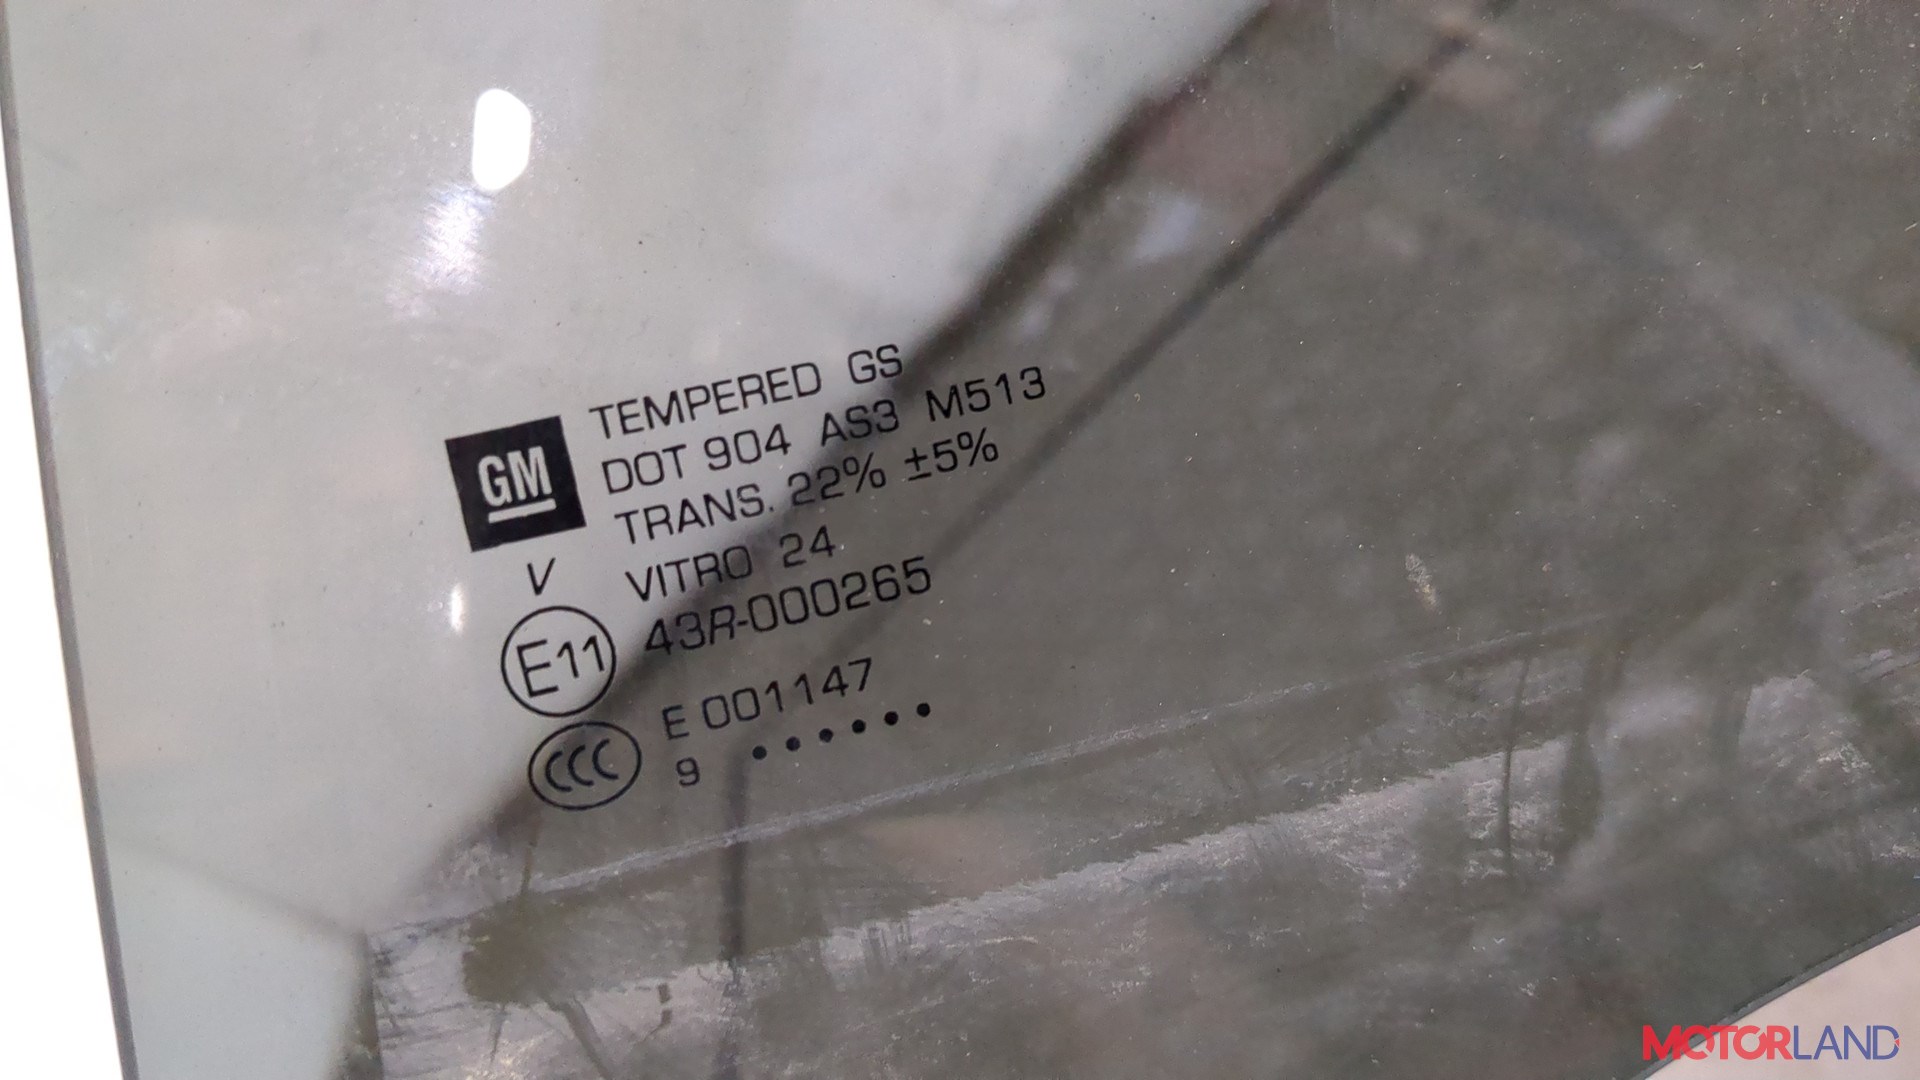 TEMPERED GS
GM
DOT 904 AS3 M513
TRANS. 22% ±5%
V VITRO 24
E11 43R-000265
CCC E 001147
9 ••••••
MOTORLAND